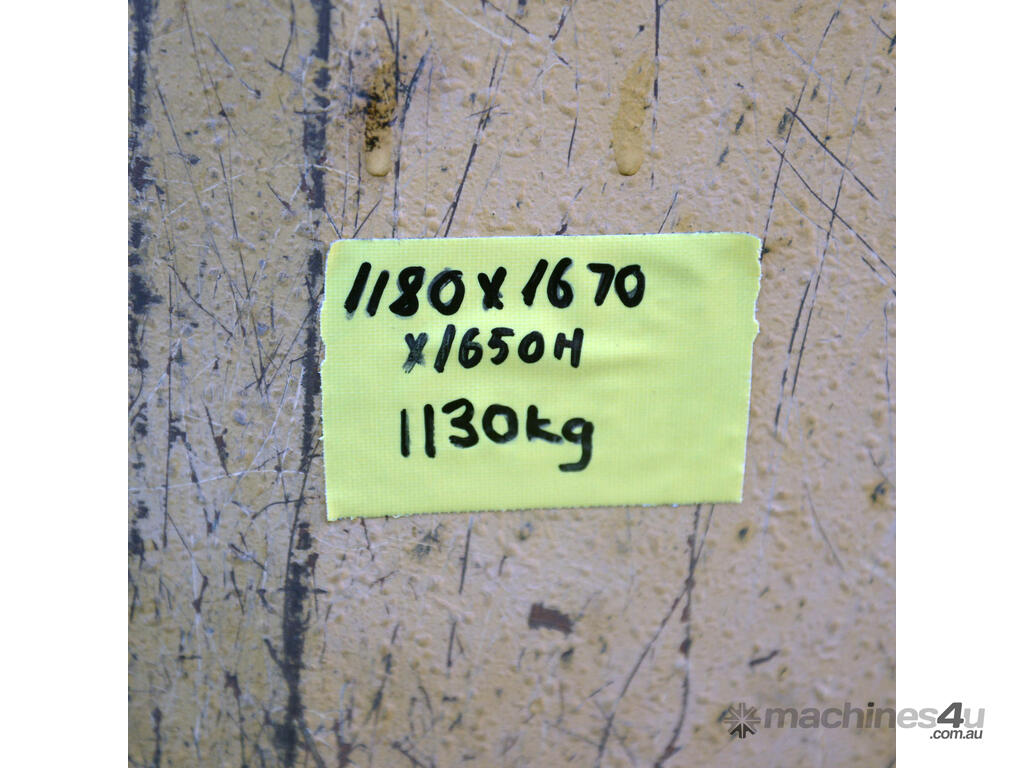 1180x1670
x1650H
1130kg
machines4u
.com.au